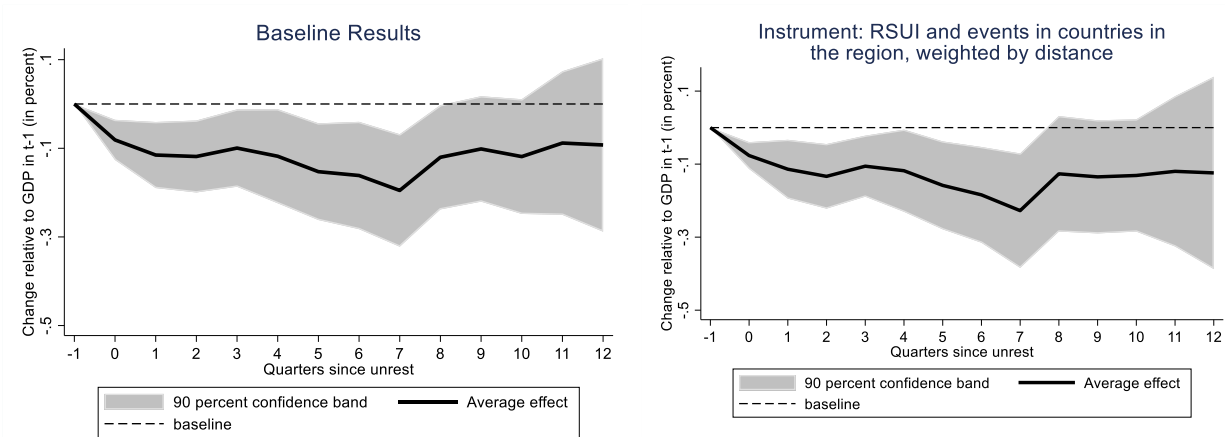 Baseline Results
Change relative to GDP in t-1 (in percent)
.1
-.1
-.3
-.5
-1 0 1 2 3 4 5 6 7 8 9 10 11 12
Quarters since unrest
90 percent confidence band Average effect
baseline
Instrument: RSUI and events in countries in
the region, weighted by distance
Change relative to GDP in t-1 (in percent)
.1
-.1
-.3
-.5
-1 0 1 2 3 4 5 6 7 8 9 10 11 12
Quarters since unrest
90 percent confidence band Average effect
baseline